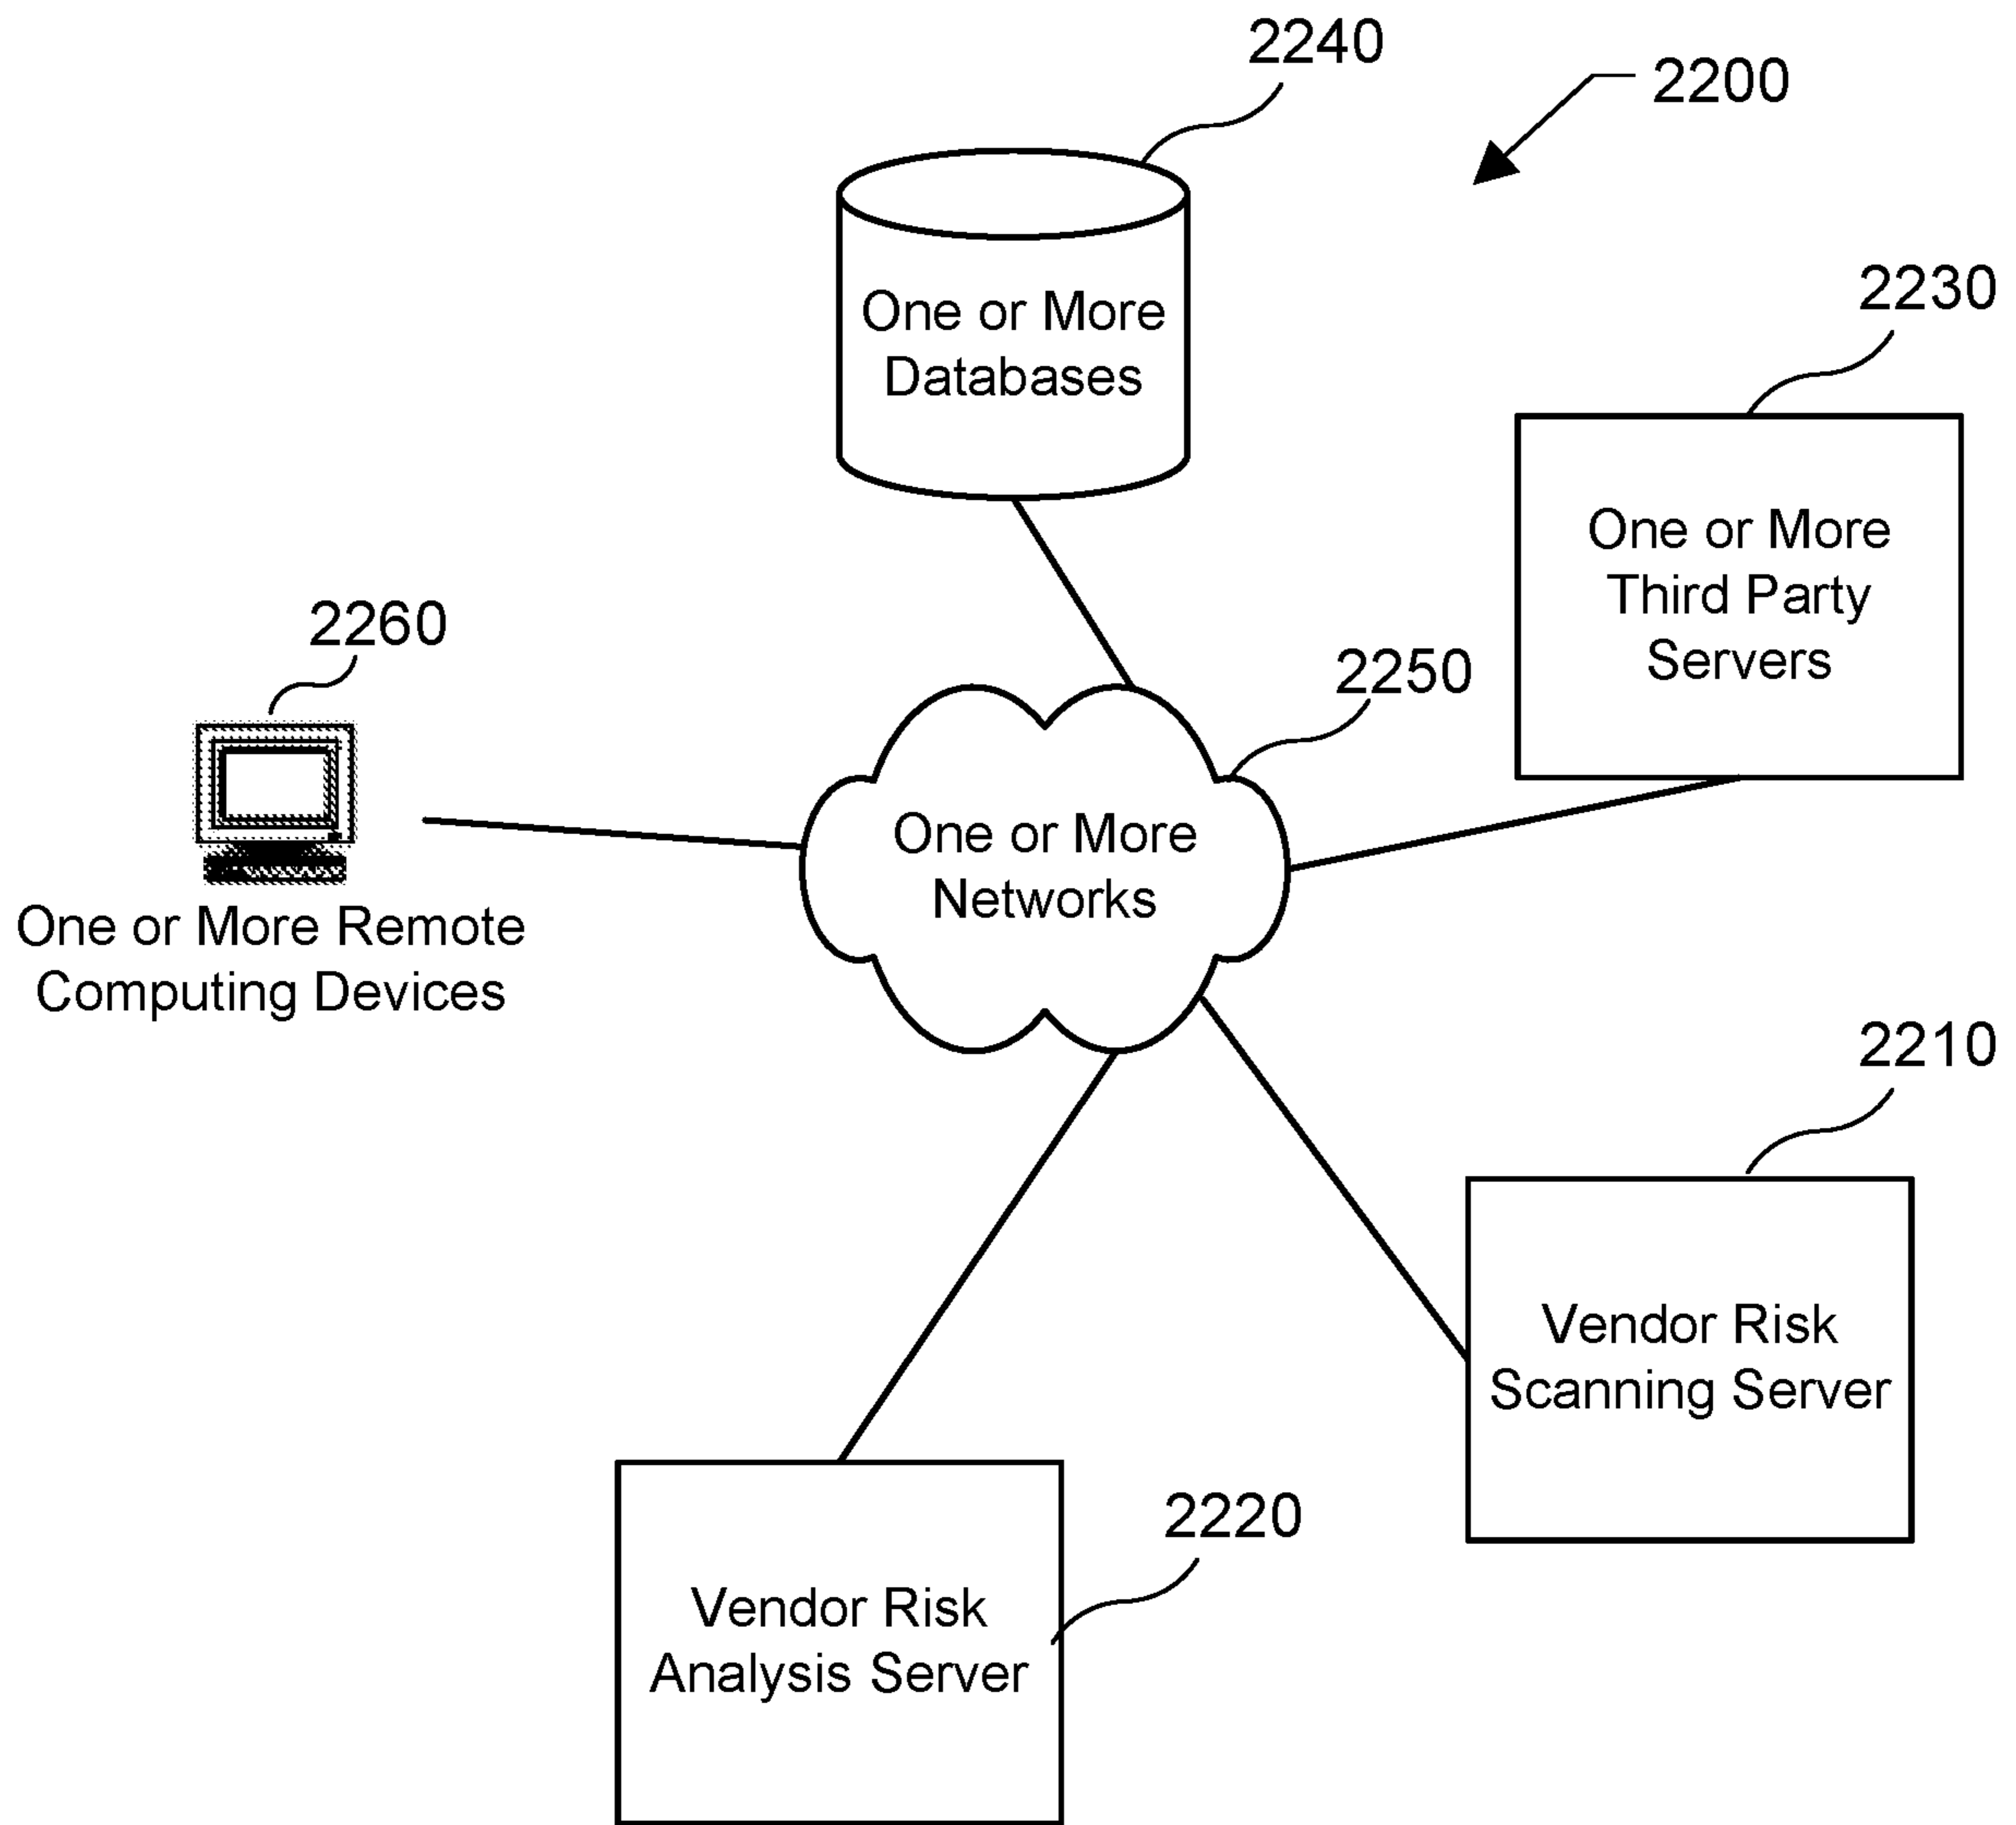 2240
2200
One or More
Databases
2230
One or More
Third Party
Servers
2260
2250
One or More
Networks
One or More Remote
Computing Devices
2210
Vendor Risk
Scanning Server
2220
Vendor Risk
Analysis Server